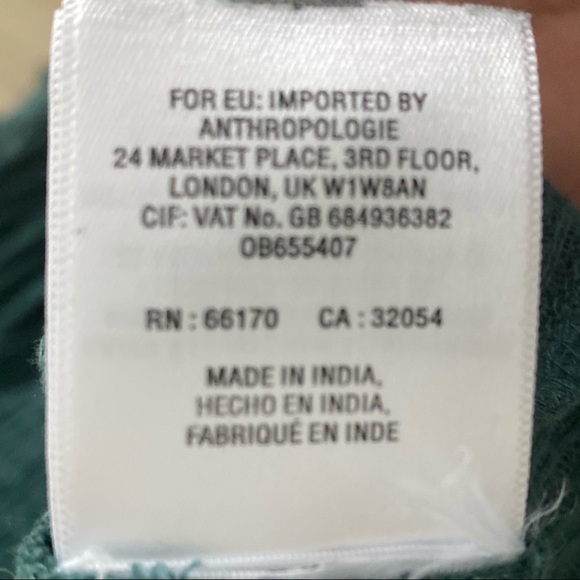 FOR EU: IMPORTED BY
ANTHROPOLOGIE
24 MARKET PLACE, 3RD FLOOR,
LONDON, UK W1W8AN
CIF: VAT No. GB 684936382
OB655407
RN : 66170 CA : 32054
MADE IN INDIA,
HECHO EN INDIA,
FABRIQUÉ EN INDE